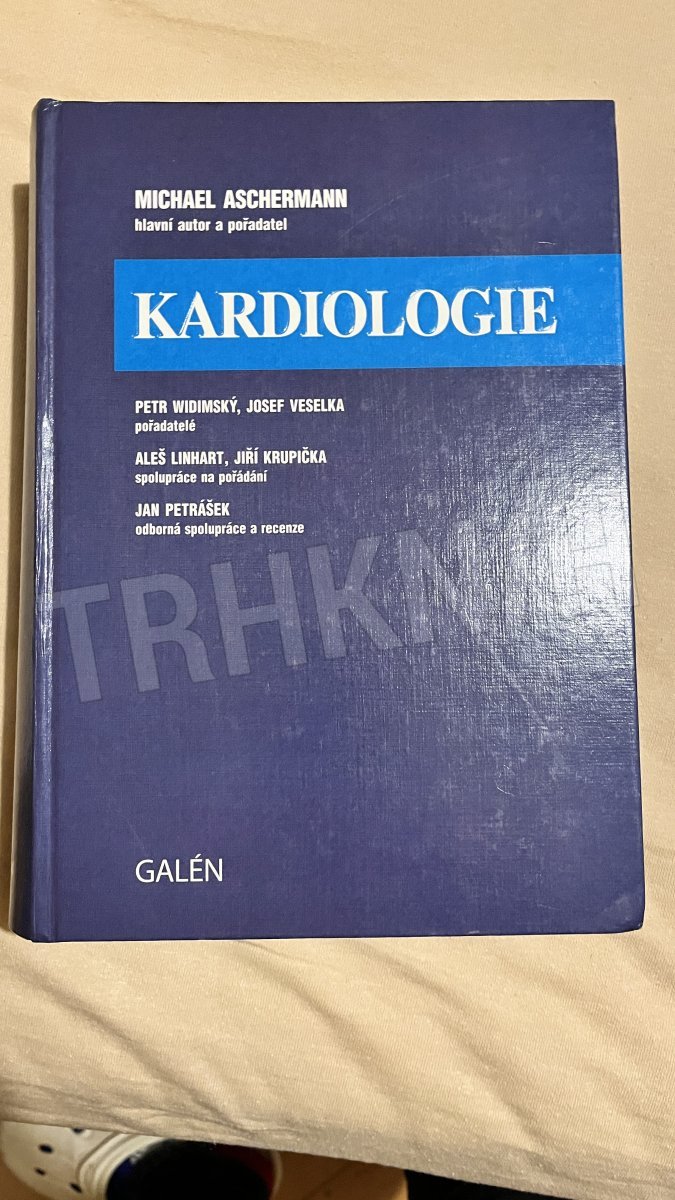 MICHAEL ASCHERMANN
hlavní autor a pořadatel
KARDIOLOGIE
PETR WIDIMSKÝ, JOSEF VESELKA
pořadatelé
ALEŠ LINHART, JIŘÍ KRUPIČKA
spolupráce na pořádání
JAN PETRÁŠEK
odborná spolupráce a recenze
GALÉN